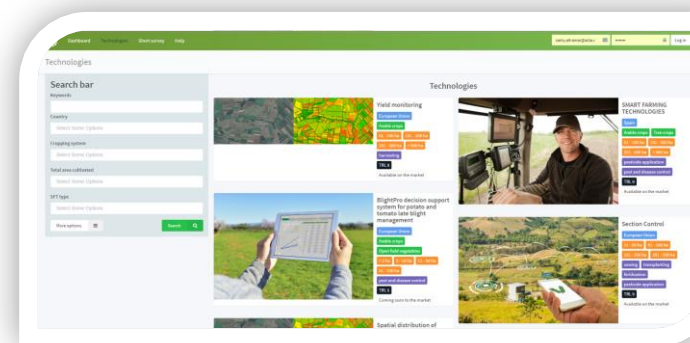 Dashboard Technologies Short survey Help
Log in
Technologies
Search bar
Keywords
Country
Select Some Options
Cropping system
Select Some Options
Total area cultivated
Select Some Options
SFT type
Select Some Options
More options
Search
Technologies
Yield monitoring
European Union
Arable crops
harvesting
Available on the market
SMART FARMING
TECHNOLOGIES
Spain
Arable crops Tree crops
pesticide application
pest and disease control
Available on the market
BlightPro decision support
system for potato and
tomato late blight
management
European Union
Arable crops
Open field vegetables
pest and disease control
Coming soon to the market
Section Control
European Union
sowing transplanting
fertilization
pesticide application
Available on the market
Spatial distribution of